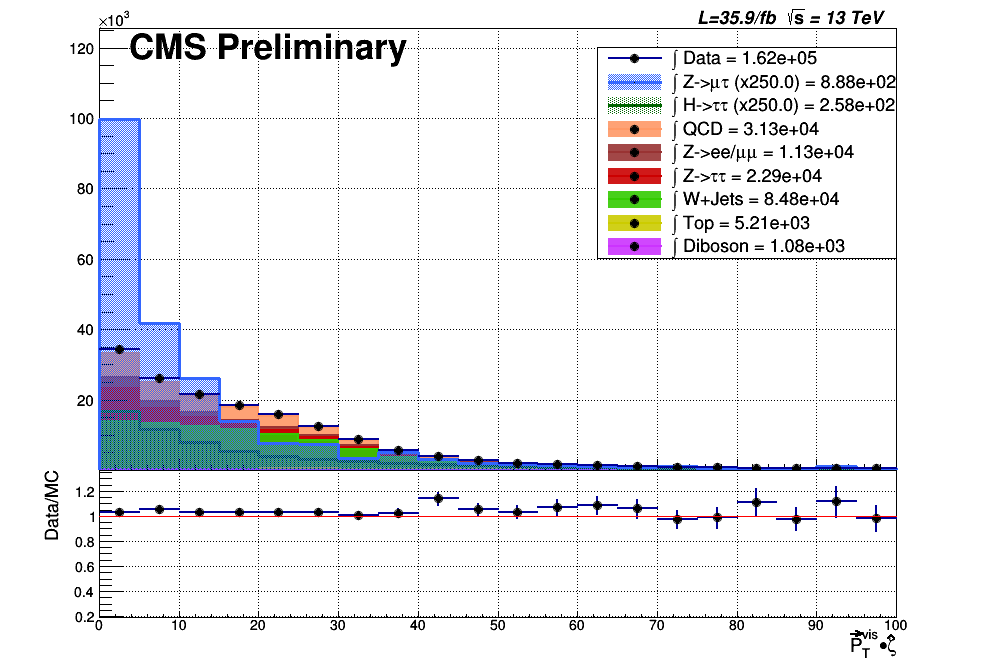 ×10³
L=35.9/fb √s = 13 TeV
CMS Preliminary
∫ Data = 1.62e+05
∫ Z->μτ (x250.0) = 8.88e+02
∫ H->ττ (x250.0) = 2.58e+02
∫ QCD = 3.13e+04
∫ Z->ee/μμ = 1.13e+04
∫ Z->ττ = 2.29e+04
∫ W+Jets = 8.48e+04
∫ Top = 5.21e+03
∫ Diboson = 1.08e+03
120
100
80
60
40
20
Data/MC
1.2
1
0.8
0.6
0.4
0.2
0 10 20 30 40 50 60 70 80 90 100
P⃗_T^vis •ζ̂